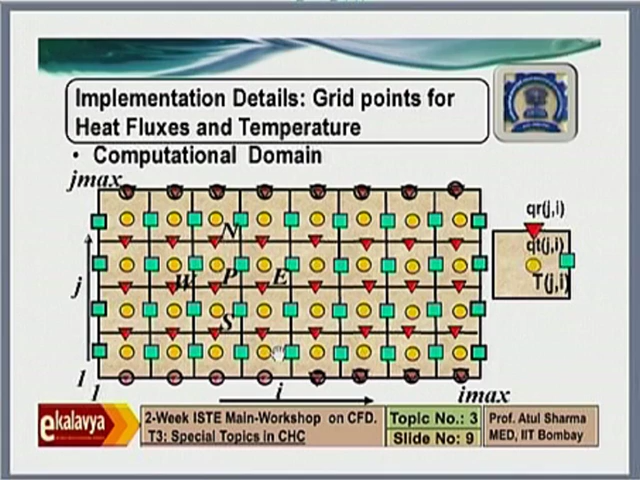 Implementation Details: Grid points for
Heat Fluxes and Temperature
• Computational Domain
jmax
qr(j,i)
N
qt(j,i)
j
W P E
T(j,i)
S
1
1 i imax
ekalavya
2-Week ISTE Main-Workshop on CFD.
T3: Special Topics in CHC
Topic No.: 3
Slide No: 9
Prof. Atul Sharma
MED, IIT Bombay